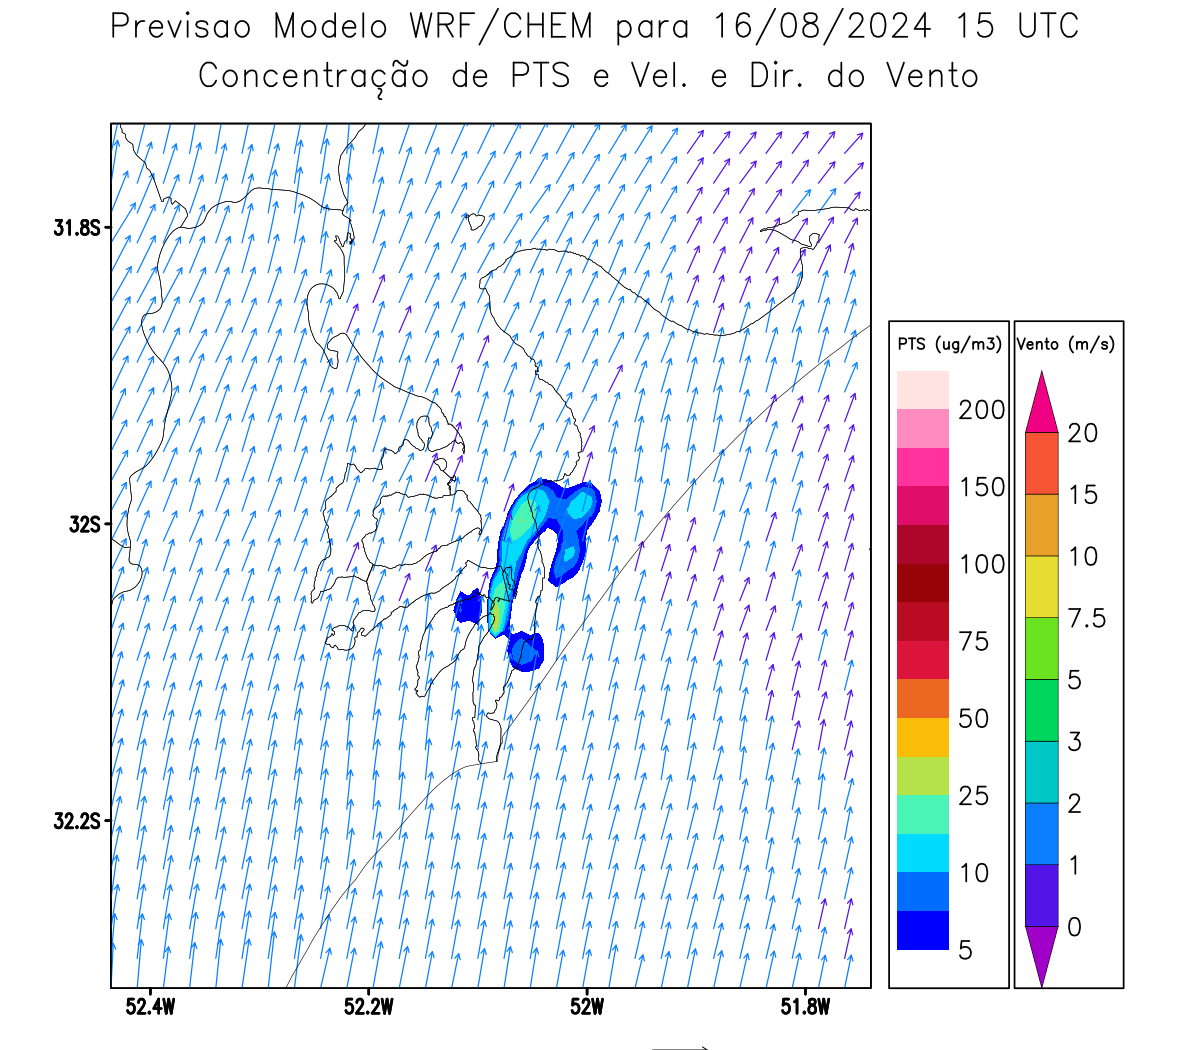 Previsao Modelo WRF/CHEM para 16/08/2024 15 UTC
Concentração de PTS e Vel. e Dir. do Vento
31.8S
32S
32.2S
52.4W 52.2W 52W 51.8W
PTS (ug/m3)
200
150
100
75
50
25
10
5
Vento (m/s)
20
15
10
7.5
5
3
2
1
0